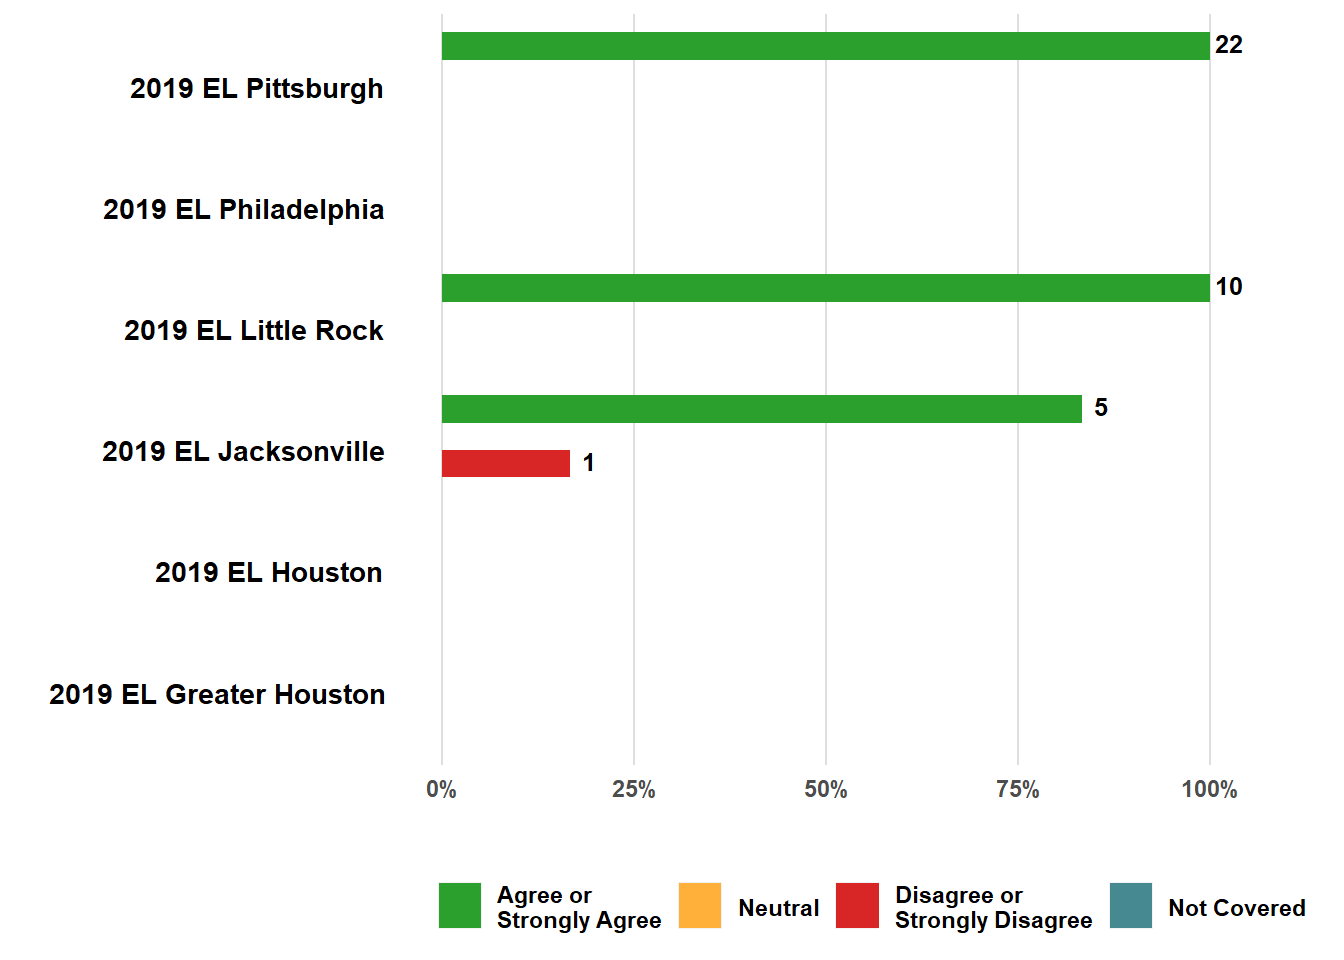 22
2019 EL Pittsburgh
2019 EL Philadelphia
10
2019 EL Little Rock
5
2019 EL Jacksonville
1
2019 EL Houston
2019 EL Greater Houston
0% 25% 50% 75% 100%
Agree or
Strongly Agree
Neutral
Disagree or
Strongly Disagree
Not Covered